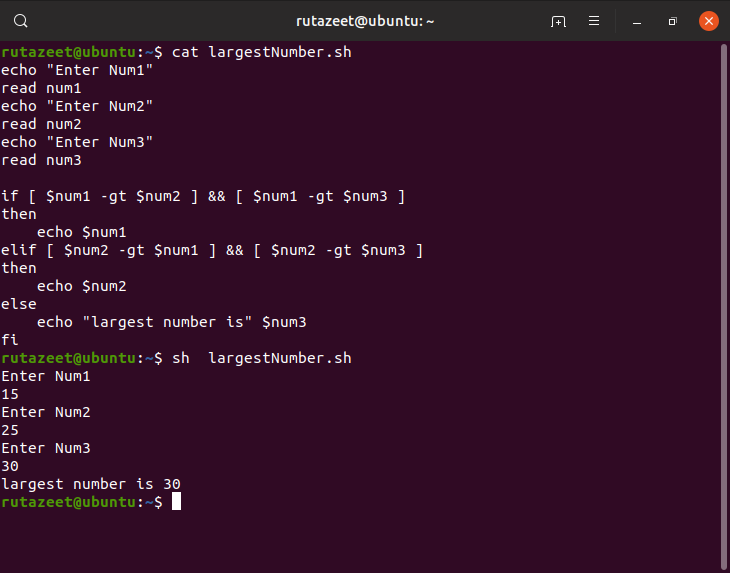 rutazeet@ubuntu: ~
rutazeet@ubuntu:~$ cat largestNumber.sh
echo "Enter Num1"
read num1
echo "Enter Num2"
read num2
echo "Enter Num3"
read num3

if [ $num1 -gt $num2 ] && [ $num1 -gt $num3 ]
then
    echo $num1
elif [ $num2 -gt $num1 ] && [ $num2 -gt $num3 ]
then
    echo $num2
else
    echo "largest number is" $num3
fi
rutazeet@ubuntu:~$ sh  largestNumber.sh
Enter Num1
15
Enter Num2
25
Enter Num3
30
largest number is 30
rutazeet@ubuntu:~$